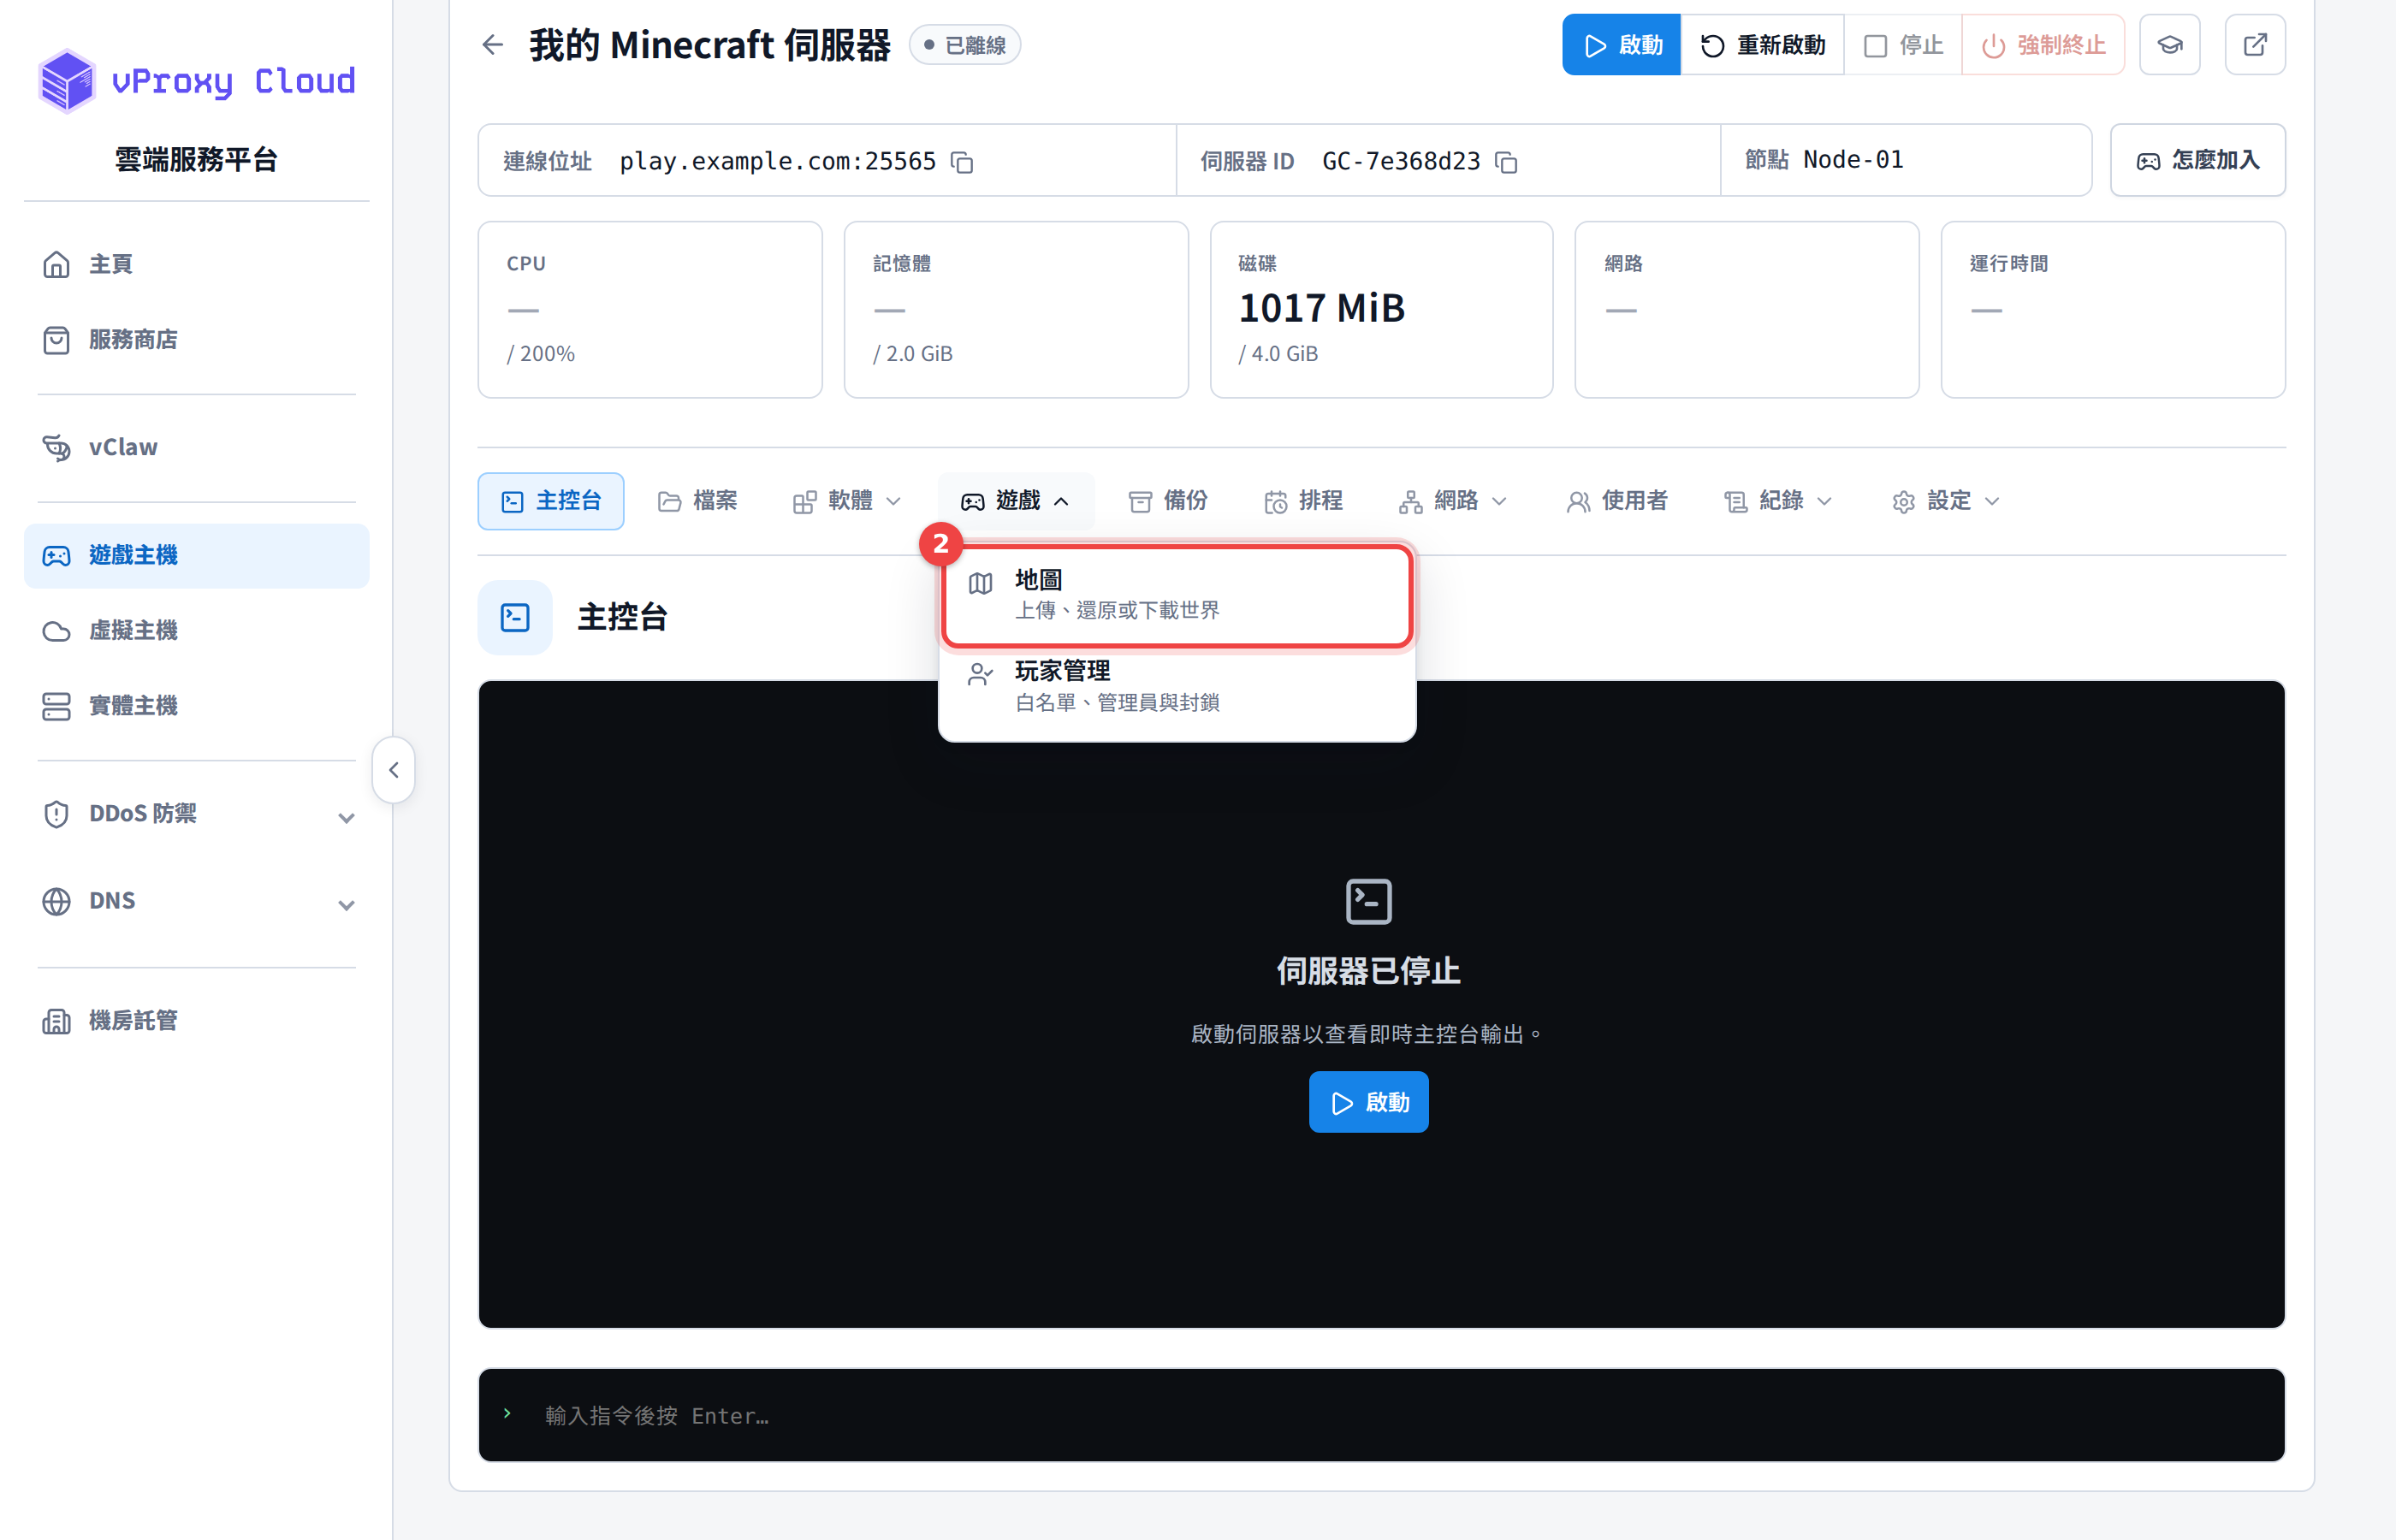 vProxy Cloud
雲端服務平台
主頁
服務商店
vClaw
遊戲主機
虛擬主機
實體主機
DDoS 防禦
DNS
機房託管
我的 Minecraft 伺服器
已離線
啟動
重新啟動
停止
強制終止
連線位址 play.example.com:25565
伺服器 ID GC-7e368d23
節點 Node-01
怎麼加入
CPU
—
/ 200%
記憶體
—
/ 2.0 GiB
磁碟
1017 MiB
/ 4.0 GiB
網路
—
運行時間
—
主控台
檔案
軟體
遊戲
備份
排程
網路
使用者
紀錄
設定
2
地圖
上傳、還原或下載世界
玩家管理
白名單、管理員與封鎖
主控台
伺服器已停止
啟動伺服器以查看即時主控台輸出。
啟動
› 輸入指令後按 Enter…